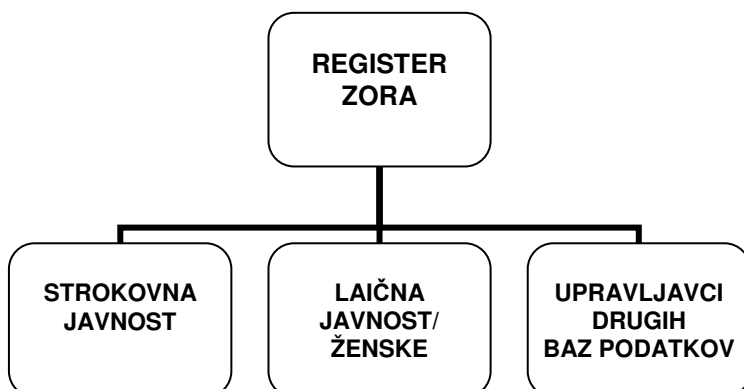 REGISTER
ZORA
STROKOVNA
JAVNOST
LAIČNA
JAVNOST/
ŽENSKE
UPRAVLJAVCI
DRUGIH
BAZ PODATKOV